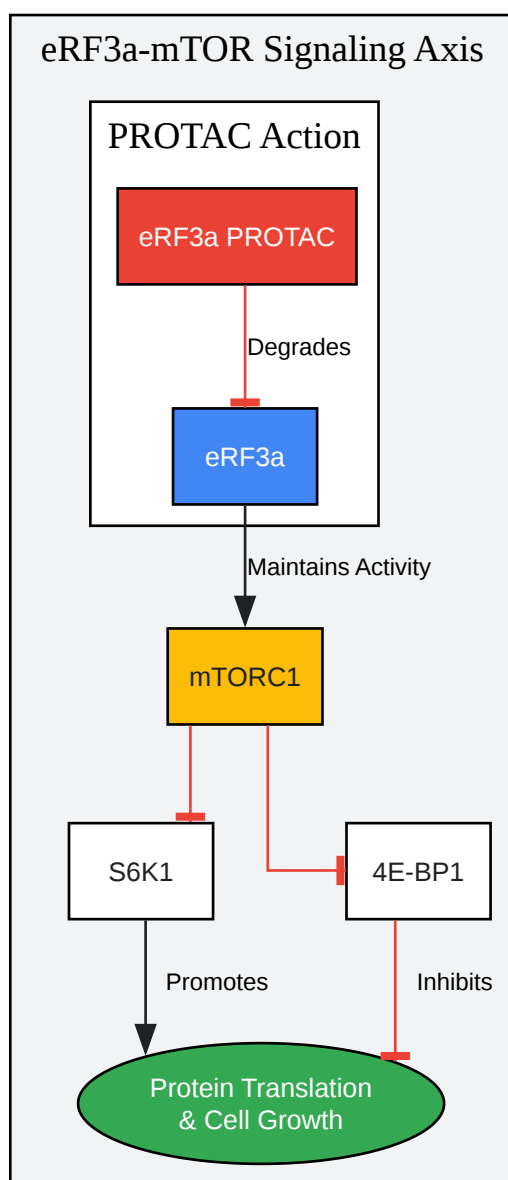 eRF3a-mTOR Signaling Axis
PROTAC Action
eRF3a PROTAC
Degrades
eRF3a
Maintains Activity
mTORC1
S6K1
4E-BP1
Promotes
Inhibits
Protein Translation
& Cell Growth